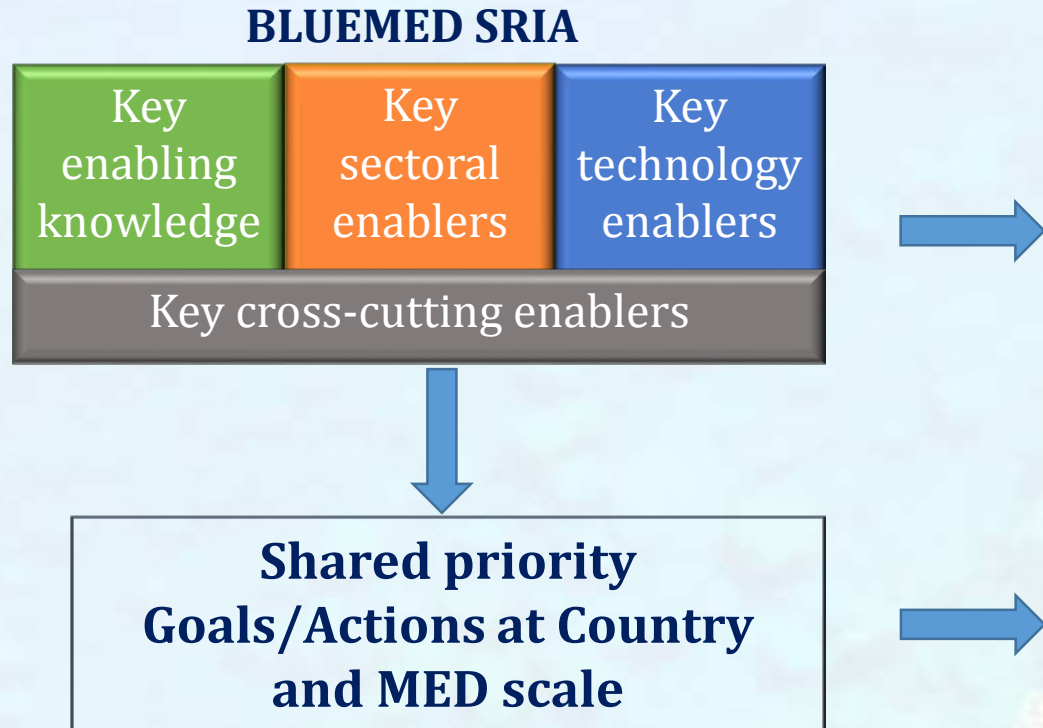 BLUEMED SRIA
Key
enabling
knowledge
Key
sectoral
enablers
Key
technology
enablers
Key cross-cutting enablers
Shared priority
Goals/Actions at Country
and MED scale